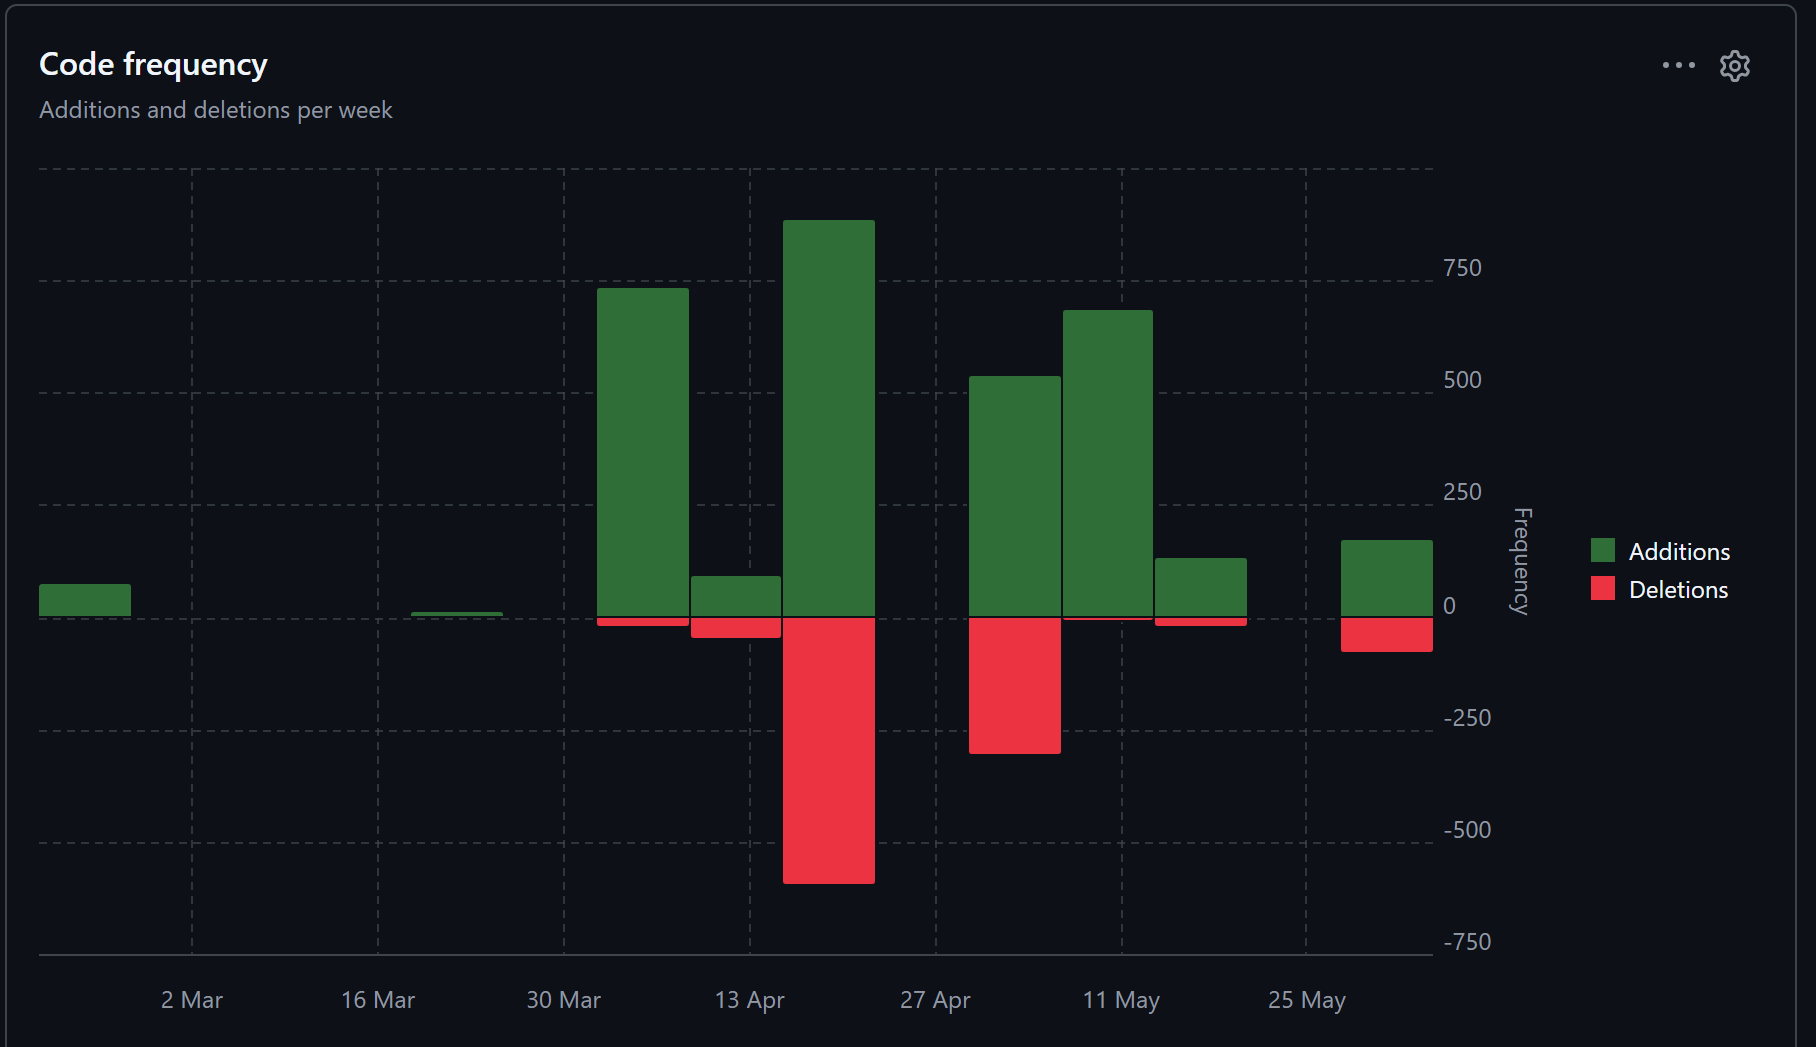 Code frequency
Additions and deletions per week
750
500
250
0
-250
-500
-750
Frequency
Additions
Deletions
2 Mar
16 Mar
30 Mar
13 Apr
27 Apr
11 May
25 May